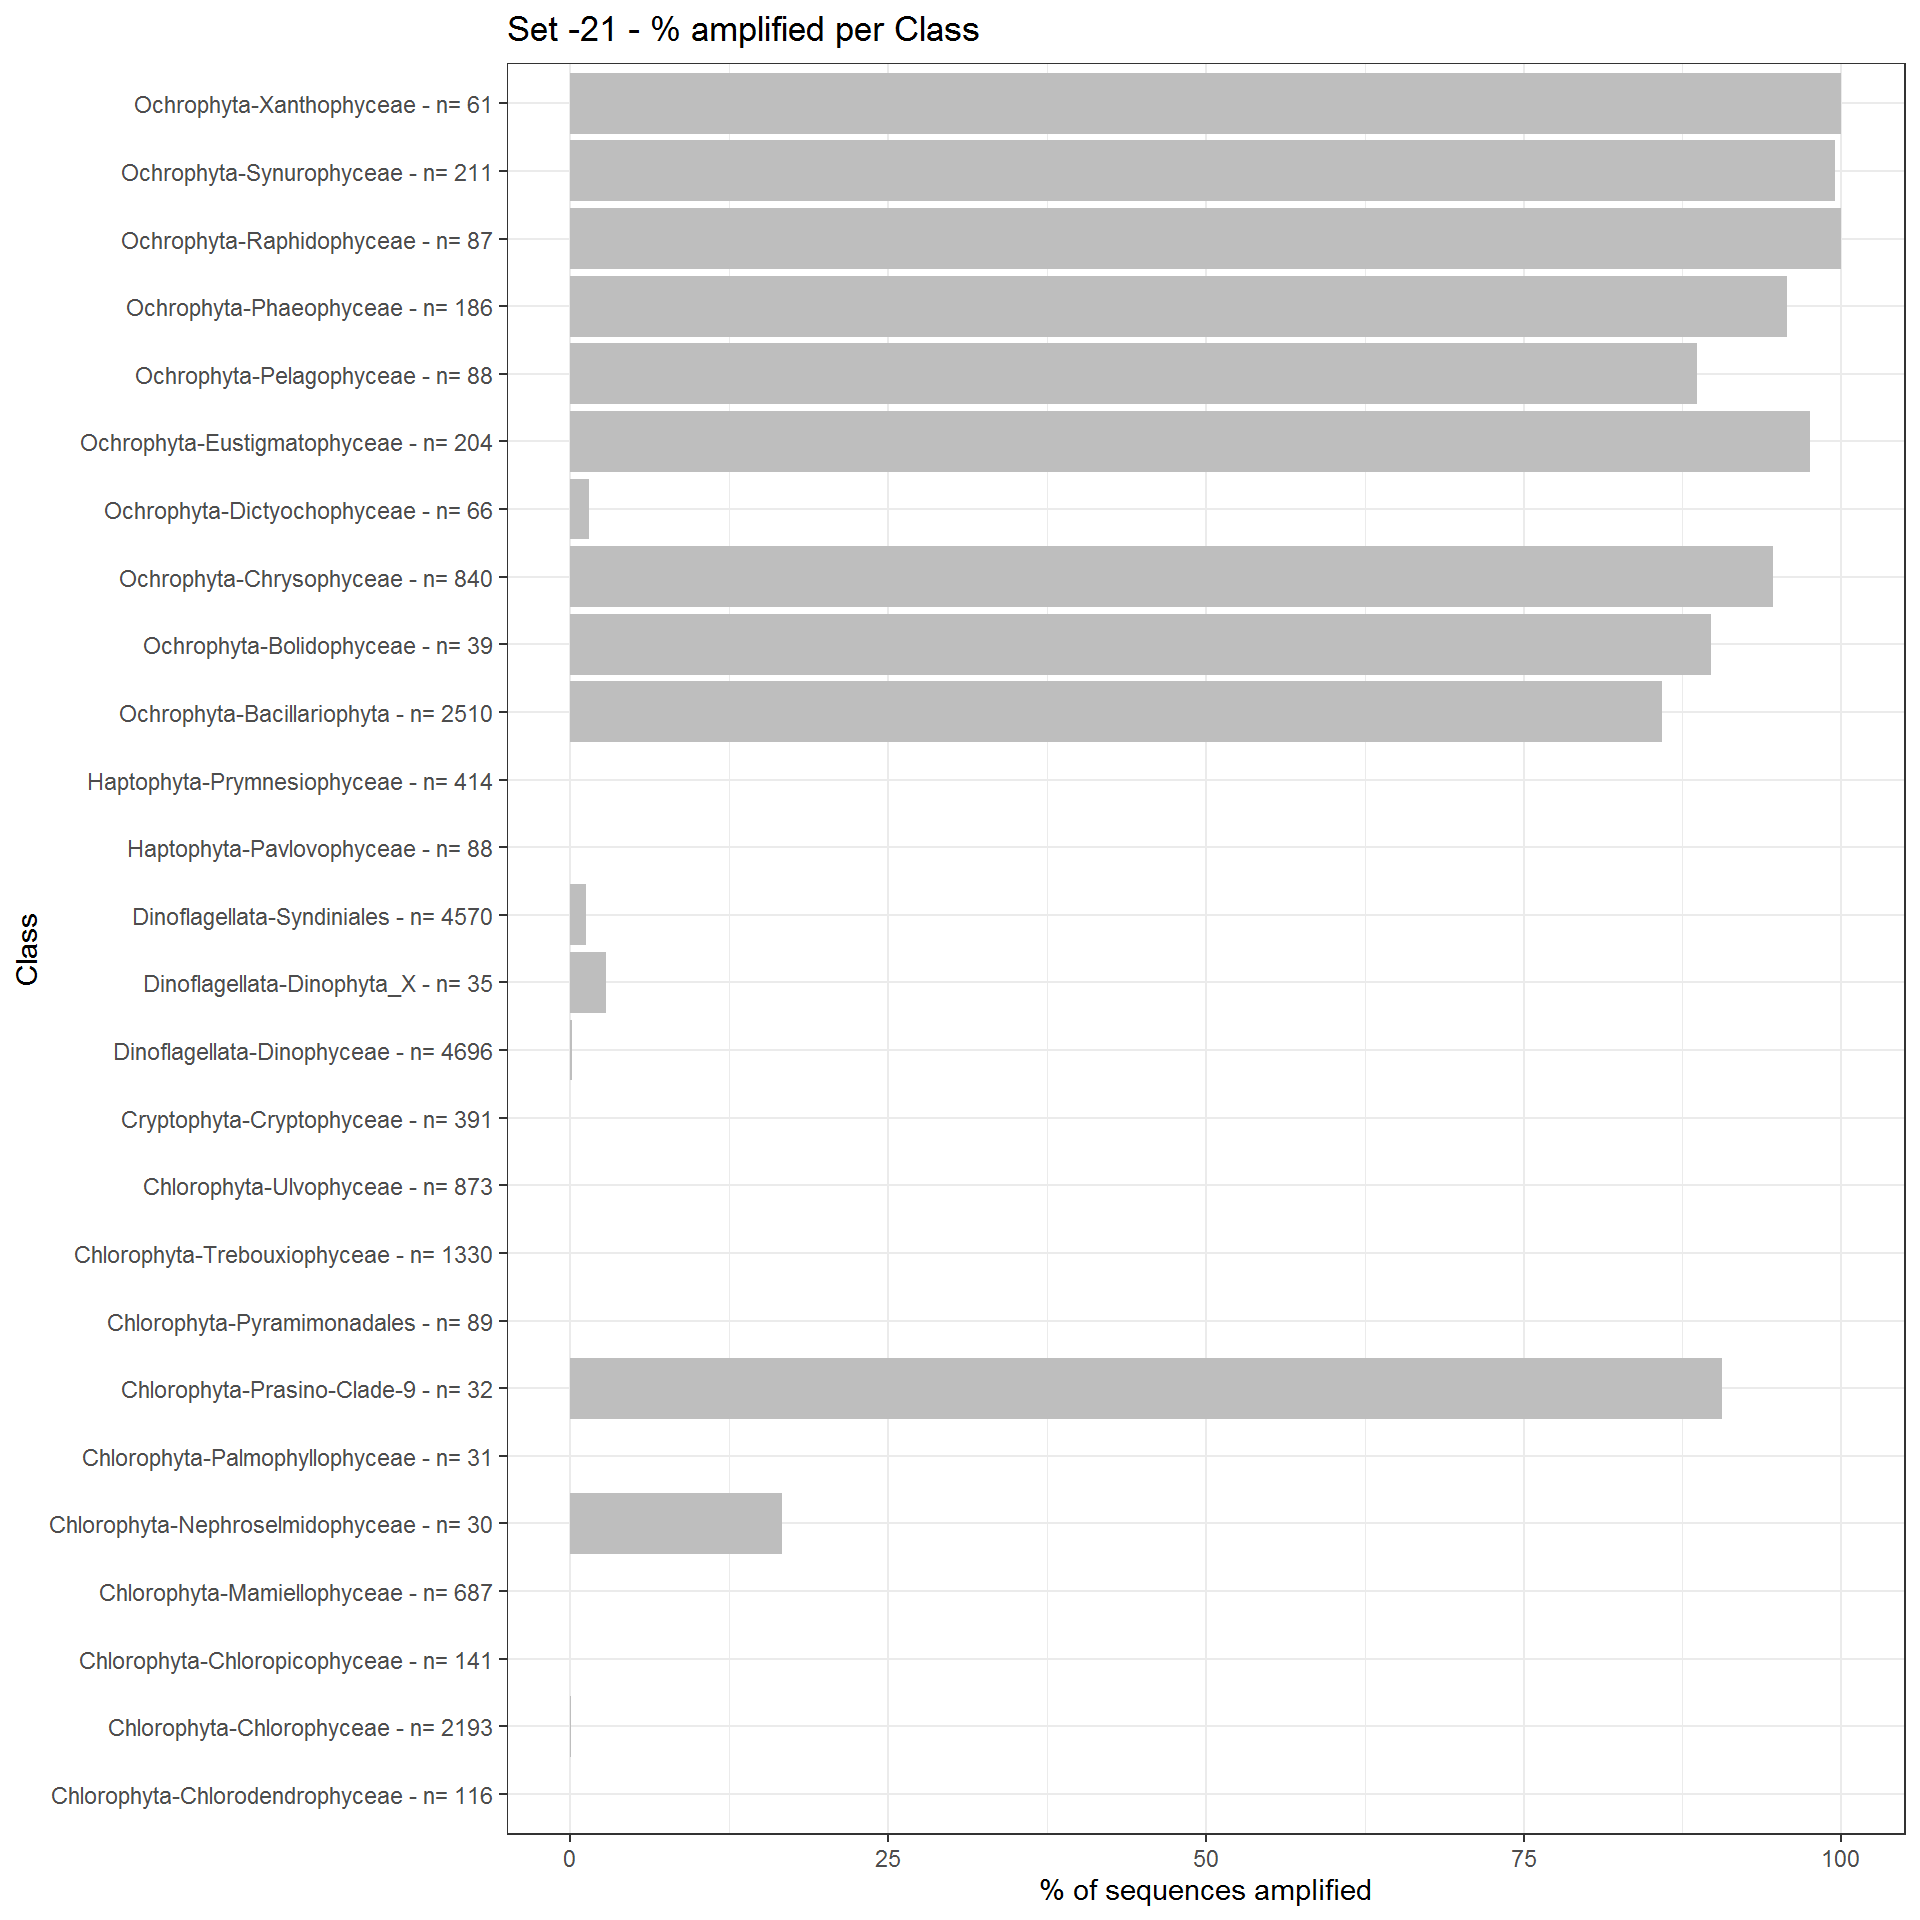 Set -21 - % amplified per Class
Ochrophyta-Xanthophyceae - n= 61
Ochrophyta-Synurophyceae - n= 211
Ochrophyta-Raphidophyceae - n= 87
Ochrophyta-Phaeophyceae - n= 186
Ochrophyta-Pelagophyceae - n= 88
Ochrophyta-Eustigmatophyceae - n= 204
Ochrophyta-Dictyochophyceae - n= 66
Ochrophyta-Chrysophyceae - n= 840
Ochrophyta-Bolidophyceae - n= 39
Ochrophyta-Bacillariophyta - n= 2510
Haptophyta-Prymnesiophyceae - n= 414
Haptophyta-Pavlovophyceae - n= 88
Dinoflagellata-Syndiniales - n= 4570
Dinoflagellata-Dinophyta_X - n= 35
Dinoflagellata-Dinophyceae - n= 4696
Cryptophyta-Cryptophyceae - n= 391
Chlorophyta-Ulvophyceae - n= 873
Chlorophyta-Trebouxiophyceae - n= 1330
Chlorophyta-Pyramimonadales - n= 89
Chlorophyta-Prasino-Clade-9 - n= 32
Chlorophyta-Palmophyllophyceae - n= 31
Chlorophyta-Nephroselmidophyceae - n= 30
Chlorophyta-Mamiellophyceae - n= 687
Chlorophyta-Chloropicophyceae - n= 141
Chlorophyta-Chlorophyceae - n= 2193
Chlorophyta-Chlorodendrophyceae - n= 116
Class
0 25 50 75 100
% of sequences amplified